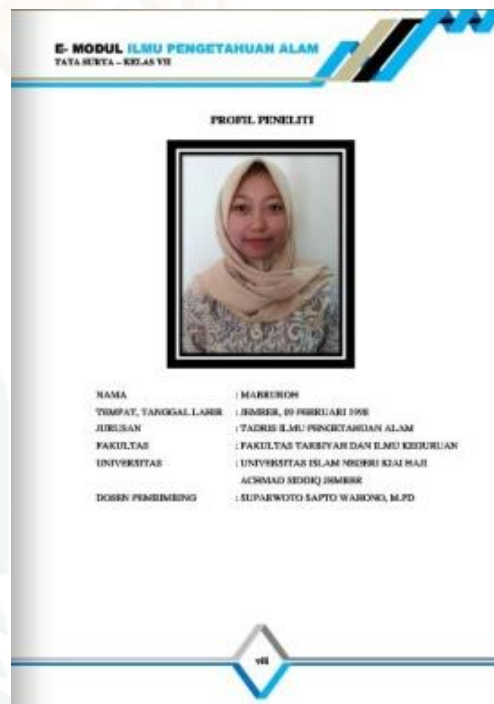 E- MODUL ILMU PENGETAHUAN ALAM
TATA SURYA – KELAS VII
PROFIL PENELITI
NAMA : MABRUROH
TEMPAT, TANGGAL LAHIR : JEMBER, 09 FEBRUARI 1998
JURUSAN : TADRIS ILMU PENGETAHUAN ALAM
FAKULTAS : FAKULTAS TARBIYAH DAN ILMU KEGURUAN
UNIVERSITAS : UNIVERSITAS ISLAM NEGERI KIAI HAJI
ACHMAD SIDDIQ JEMBER
DOSEN PEMBIMBING : SUPARWOTO SAPTO WAHONO, M.PD
viii